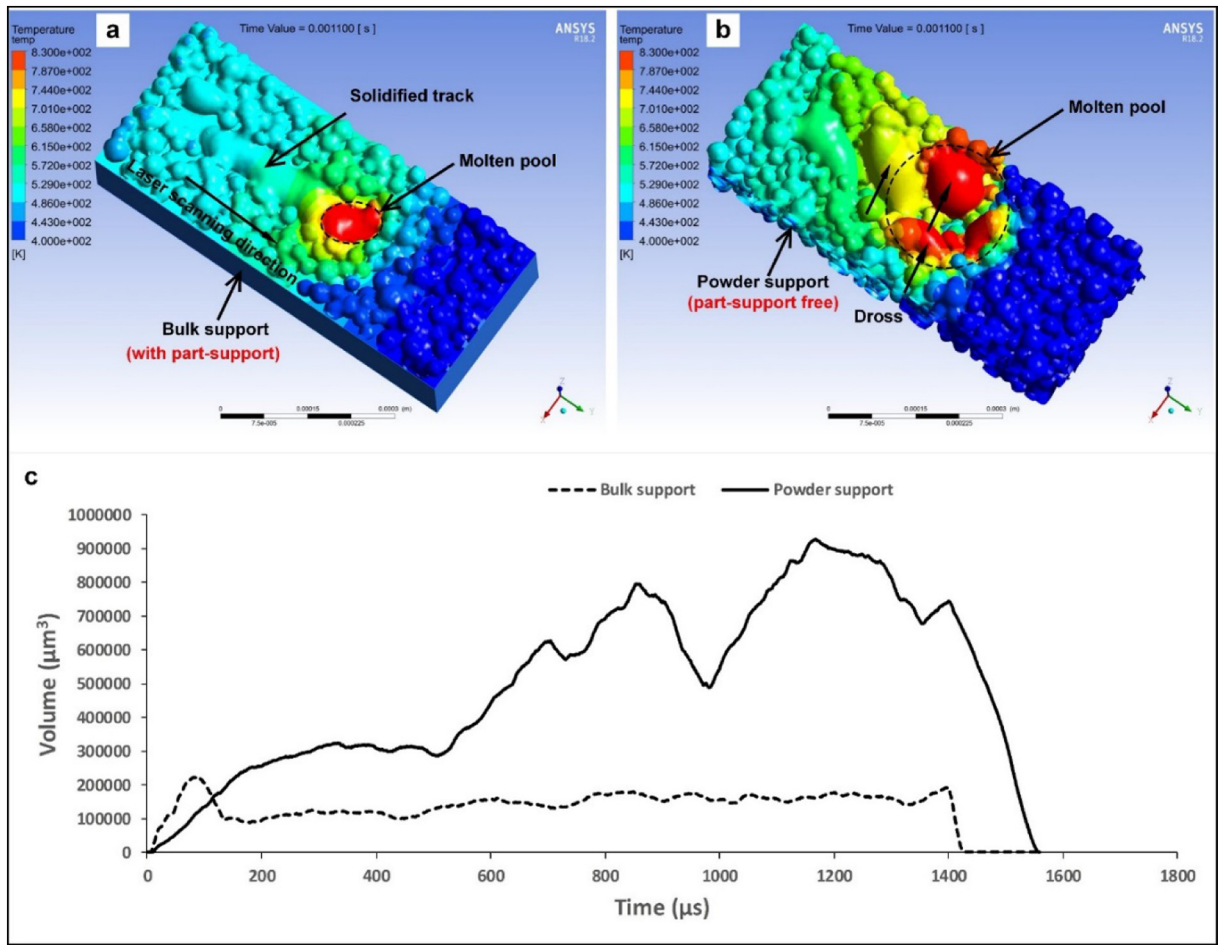 Temperature
temp
8.300e+002
7.870e+002
7.440e+002
7.010e+002
6.580e+002
6.150e+002
5.720e+002
5.290e+002
4.860e+002
4.430e+002
4.000e+002
[K]
a
Time Value = 0.001100 [ s ]
ANSYS
R18.2
Solidified track
Molten pool
Laser scanning direction
Bulk support
(with part-support)
0
0.00015
0.0003 (m)
7.5e-005
0.000225
Z
X
Y
Temperature
temp
8.300e+002
7.870e+002
7.440e+002
7.010e+002
6.580e+002
6.150e+002
5.720e+002
5.290e+002
4.860e+002
4.430e+002
4.000e+002
[K]
b
Time Value = 0.001100 [ s ]
ANSYS
R18.2
Molten pool
Powder support
(part-support free)
Dross
0
0.00015
0.0003 (m)
7.5e-005
0.000225
Z
X
Y
c
Bulk support
Powder support
1000000
900000
800000
700000
600000
500000
400000
300000
200000
100000
0
Volume (µm³)
0 200 400 600 800 1000 1200 1400 1600 1800
Time (µs)